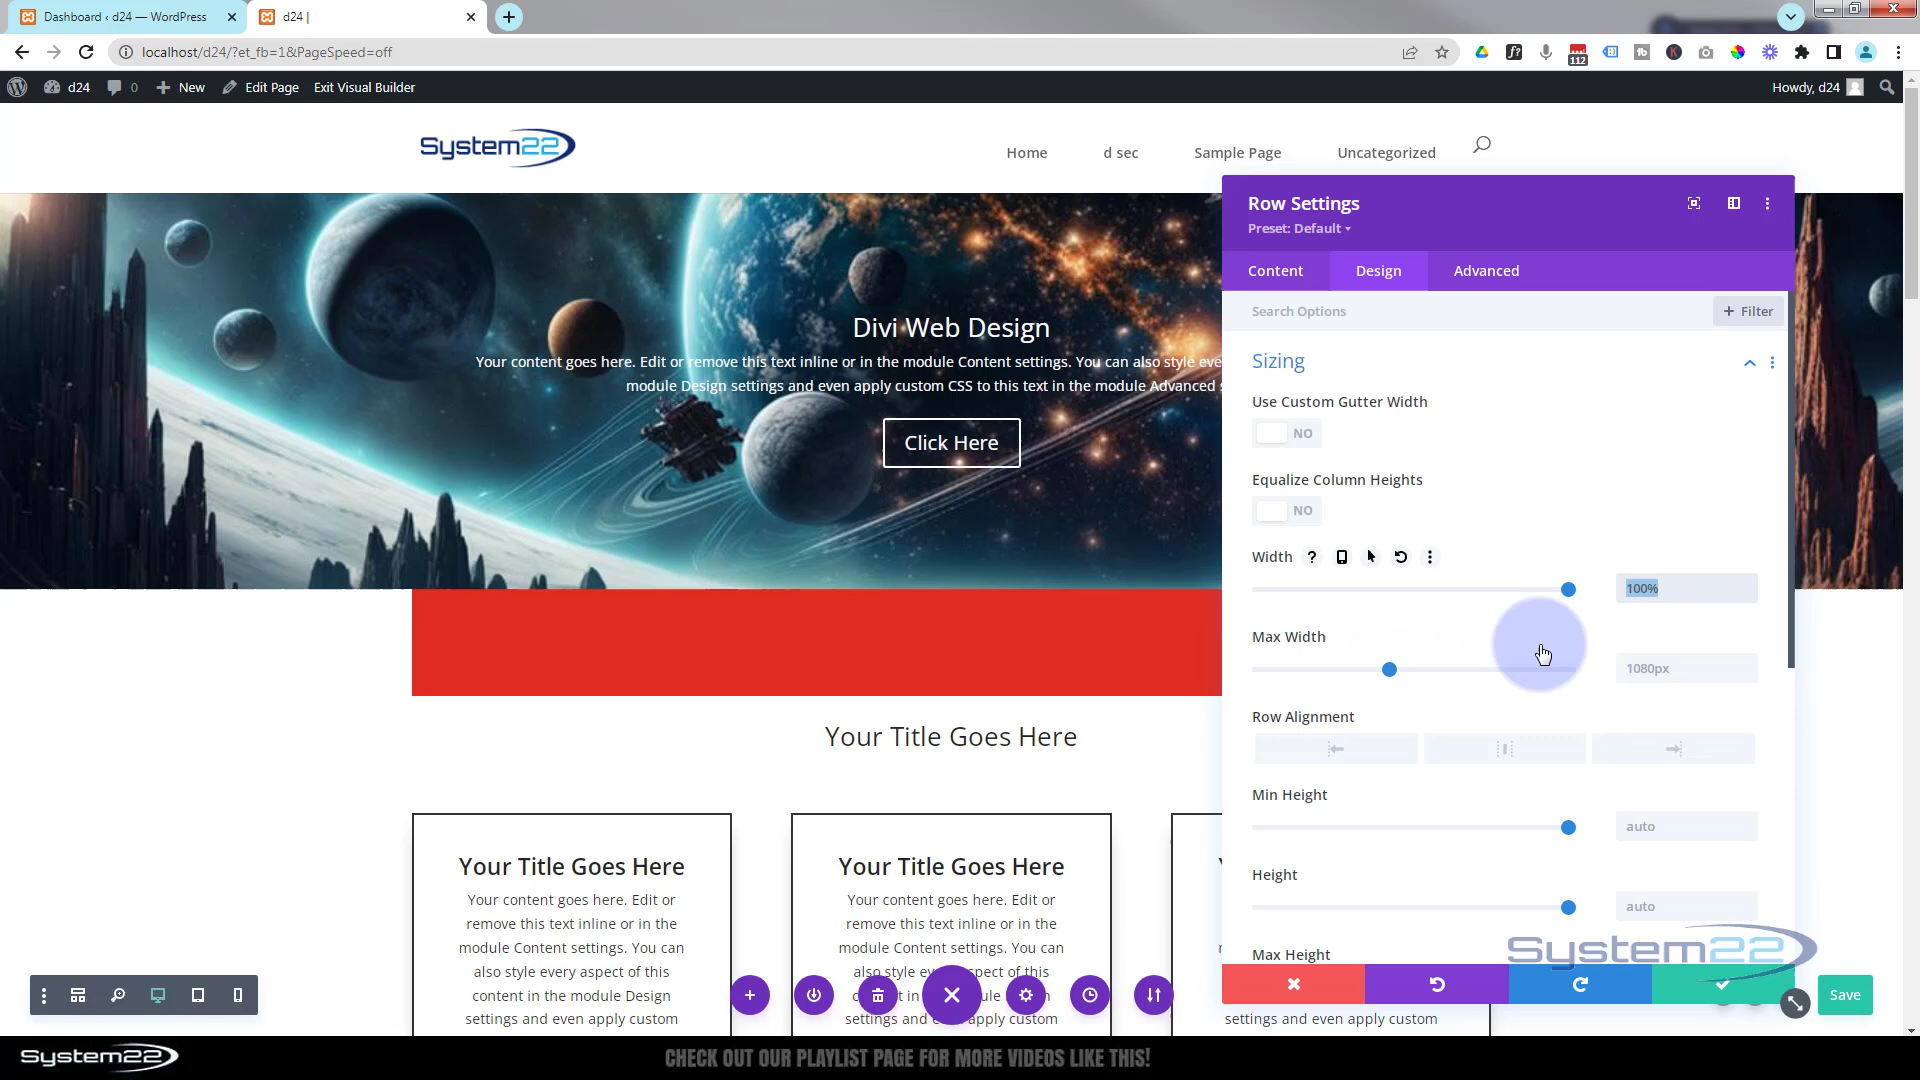 Dashboard ‹ d24 — WordPress
d24 |
localhost/d24/?et_fb=1&PageSpeed=off
112
d24
0
New
Edit Page
Exit Visual Builder
Howdy, d24
System22
Home
d sec
Sample Page
Uncategorized
Divi Web Design
Your content goes here. Edit or remove this text inline or in the module Content settings. You can also style eve
module Design settings and even apply custom CSS to this text in the module Advanced s
Click Here
Your Title Goes Here
Your Title Goes Here
Your content goes here. Edit or
remove this text inline or in the
module Content settings. You can
also style every aspect of this
content in the module Design
settings and even apply custom
Your Title Goes Here
Your content goes here. Edit or
remove this text inline or in the
module Content settings. You can
also style every aspect of this
settings and even apply custom
Row Settings
Preset: Default
Content
Design
Advanced
Search Options
+ Filter
Sizing
Use Custom Gutter Width
NO
Equalize Column Heights
NO
Width
100%
Max Width
1080px
Row Alignment
Min Height
auto
Height
auto
Max Height
System22
settings and even apply custom
Save
System22
CHECK OUT OUR PLAYLIST PAGE FOR MORE VIDEOS LIKE THIS!